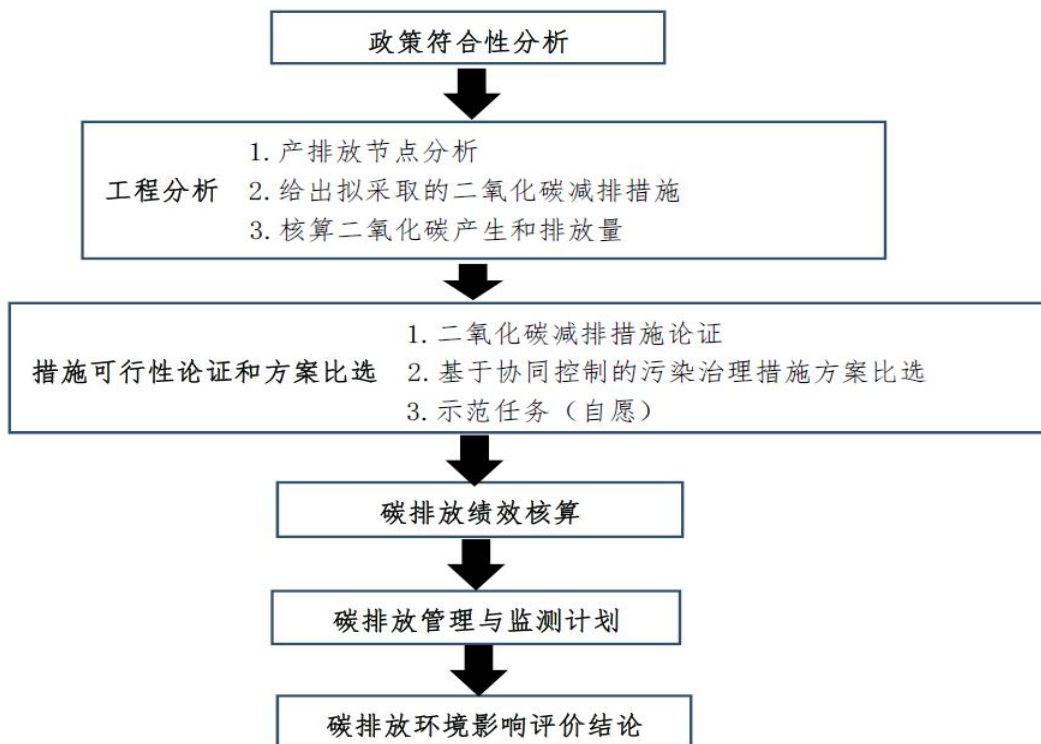 政策符合性分析
1. 产排放节点分析
工程分析 2. 给出拟采取的二氧化碳减排措施
3. 核算二氧化碳产生和排放量
1. 二氧化碳减排措施论证
措施可行性论证和方案比选 2. 基于协同控制的污染治理措施方案比选
3. 示范任务（自愿）
碳排放绩效核算
碳排放管理与监测计划
碳排放环境影响评价结论